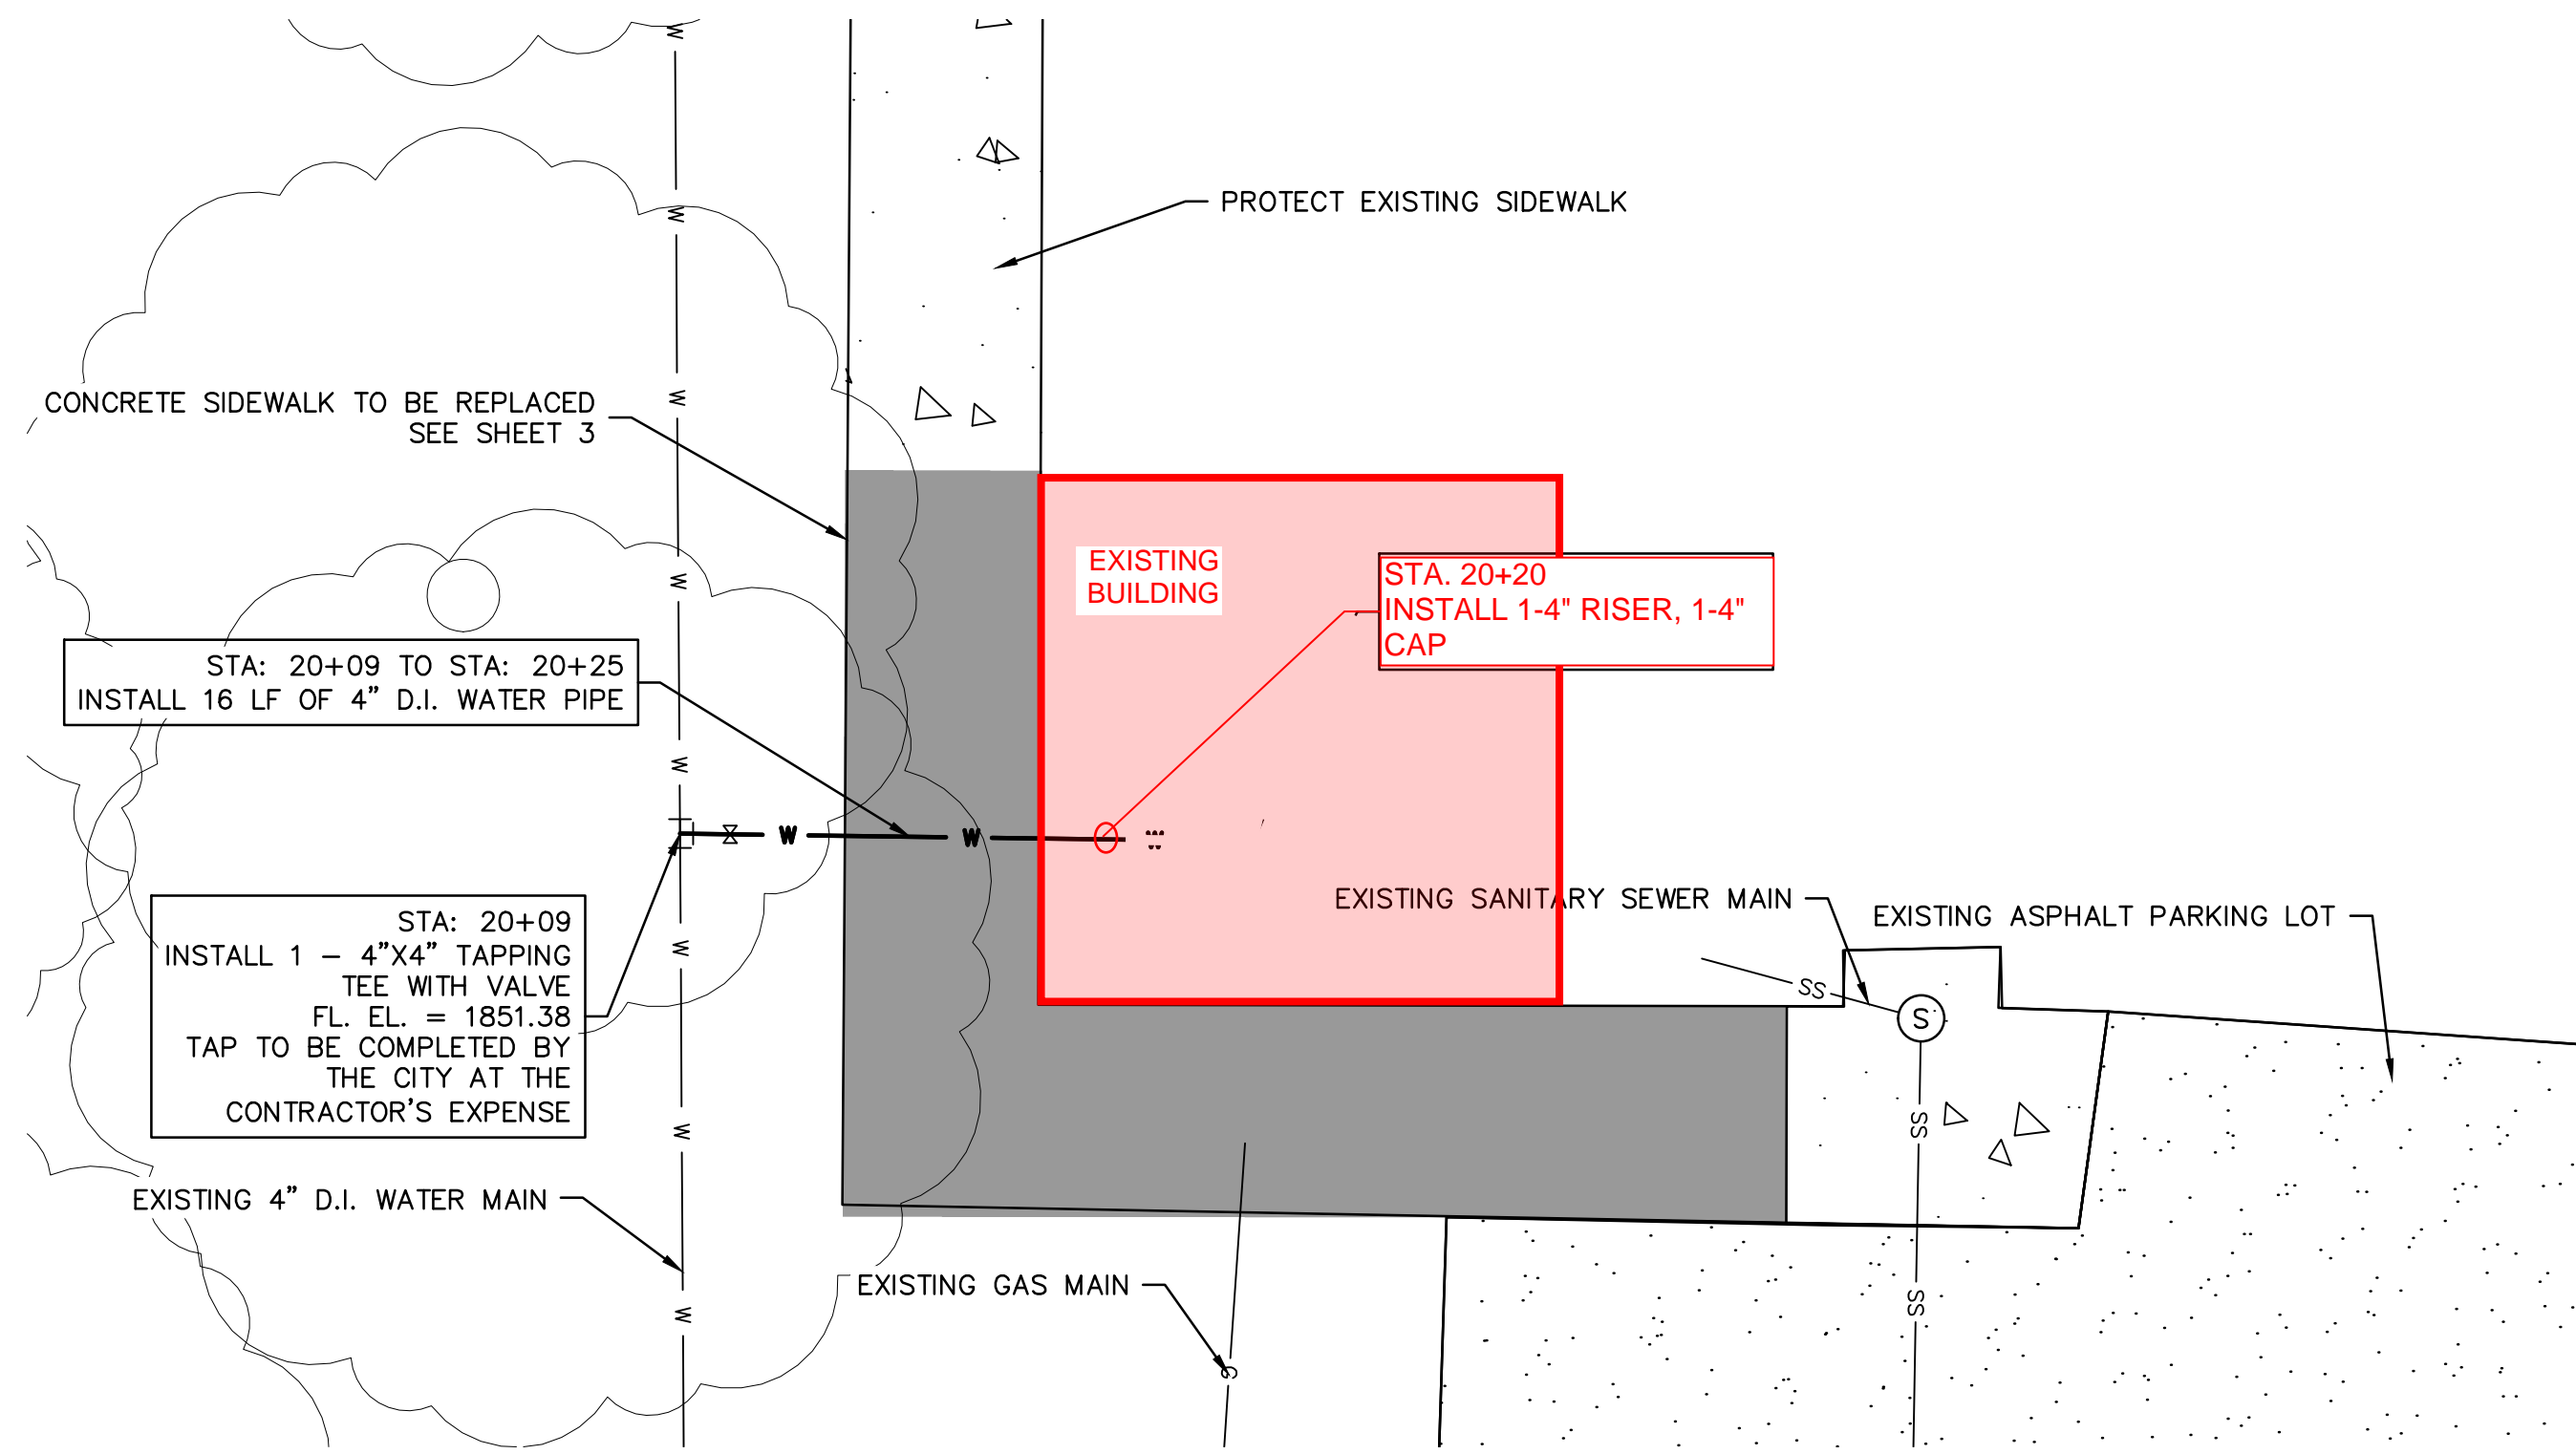 PROTECT EXISTING SIDEWALK
CONCRETE SIDEWALK TO BE REPLACED
SEE SHEET 3
EXISTING
BUILDING
STA. 20+20
INSTALL 1-4" RISER, 1-4"
CAP
STA: 20+09 TO STA: 20+25
INSTALL 16 LF OF 4" D.I. WATER PIPE
W
W
W
W
W
W
W
W
W
W
EXISTING SANITARY SEWER MAIN
EXISTING ASPHALT PARKING LOT
STA: 20+09
INSTALL 1 – 4"X4" TAPPING
TEE WITH VALVE
FL. EL. = 1851.38
TAP TO BE COMPLETED BY
THE CITY AT THE
CONTRACTOR'S EXPENSE
SS
S
SS
SS
EXISTING 4" D.I. WATER MAIN
EXISTING GAS MAIN
G